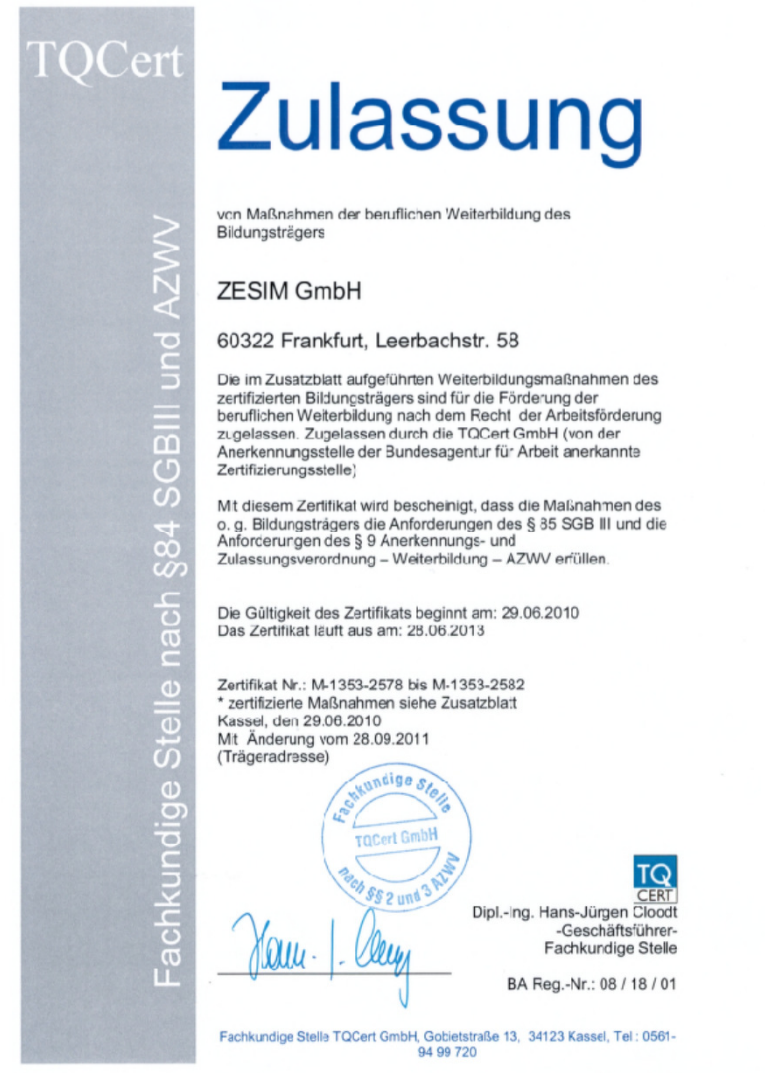 TQCert
Fachkundige Stelle nach §84 SGBIII und AZWV
Zulassung
von Maßnahmen der beruflichen Weiterbildung des
Bildungsträgers
ZESIM GmbH
60322 Frankfurt, Leerbachstr. 58
Die im Zusatzblatt aufgeführten Weiterbildungsmaßnahmen des
zertifizierten Bildungsträgers sind für die Förderung der
beruflichen Weiterbildung nach dem Recht der Arbeitsförderung
zugelassen. Zugelassen durch die TQCert GmbH (von der
Anerkennungsstelle der Bundesagentur für Arbeit anerkannte
Zertifizierungsstelle)
Mit diesem Zertifikat wird bescheinigt, dass die Maßnahmen des
o. g. Bildungsträgers die Anforderungen des § 85 SGB III und die
Anforderungen des § 9 Anerkennungs- und
Zulassungsverordnung – Weiterbildung – AZWV erfüllen.
Die Gültigkeit des Zertifikats beginnt am: 29.06.2010
Das Zertifikat läuft aus am: 28.06.2013
Zertifikat Nr.: M-1353-2578 bis M-1353-2582
* zertifizierte Maßnahmen siehe Zusatzblatt
Kassel, den 29.06.2010
Mit Änderung vom 28.09.2011
(Trägeradresse)
Fachkundige Stelle
TQCert GmbH
nach §§ 2 und 3 AZWV
TQ
CERT
Dipl.-Ing. Hans-Jürgen Cloodt
-Geschäftsführer-
Fachkundige Stelle
BA Reg.-Nr.: 08 / 18 / 01
Fachkundige Stelle TQCert GmbH, Gobietstraße 13, 34123 Kassel, Tel : 0561-
94 99 720